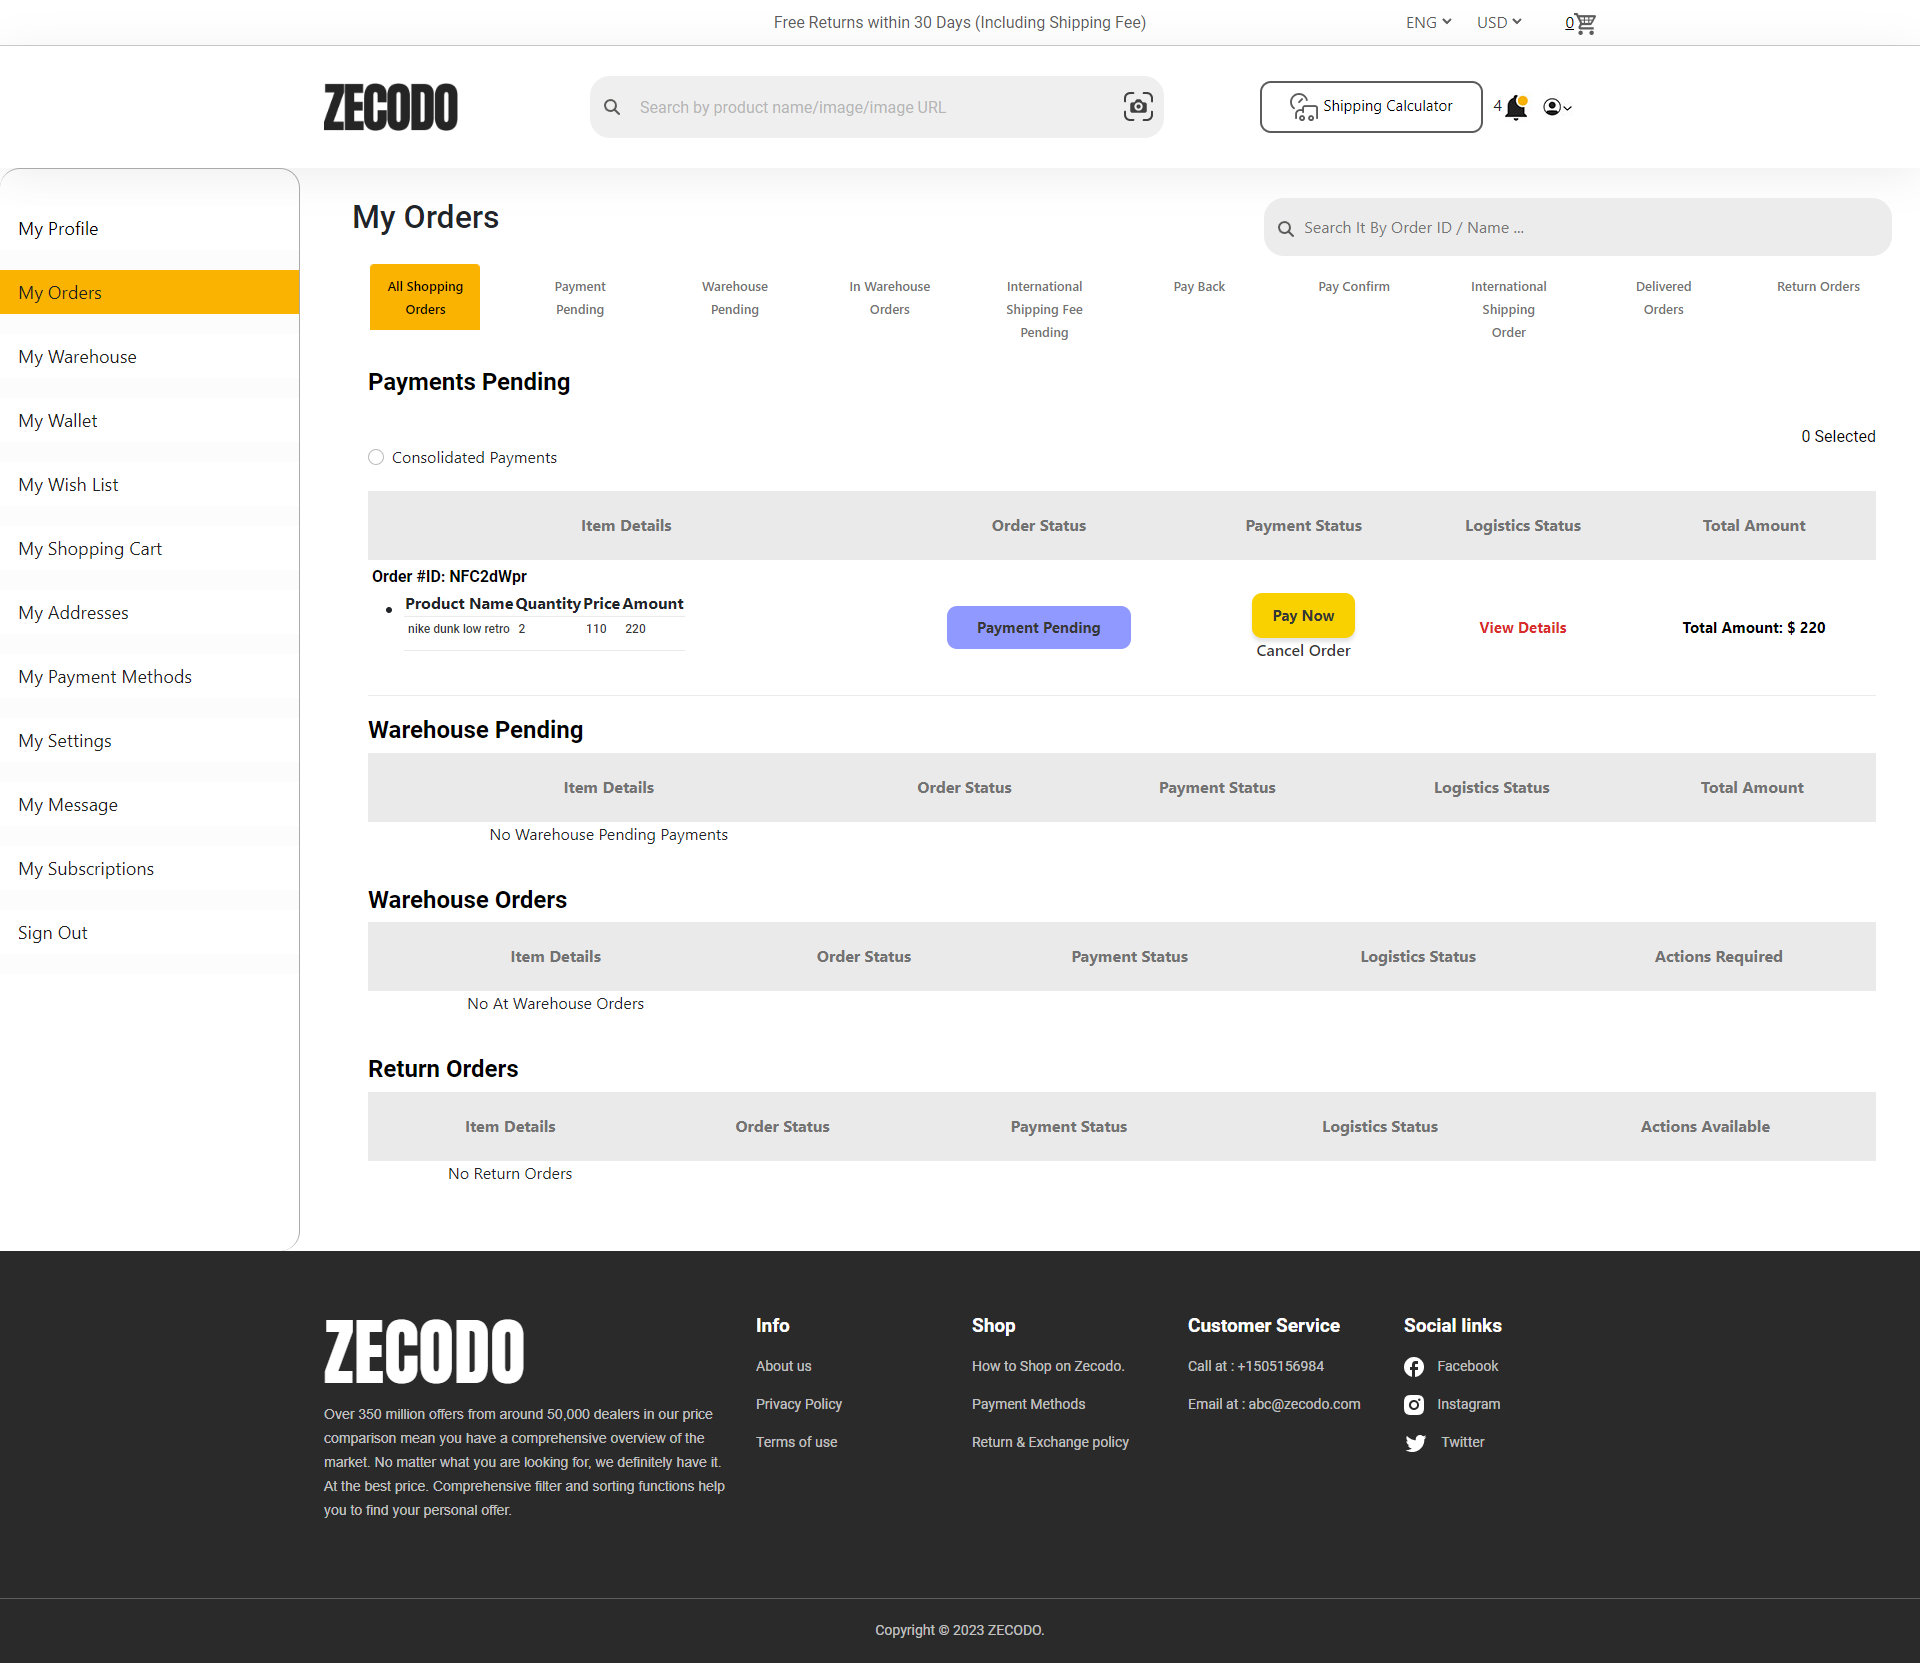 Free Returns within 30 Days (Including Shipping Fee)
ENG
USD
0
ZECODO
Search by product name/image/image URL
Shipping Calculator
4
My Profile
My Orders
My Warehouse
My Wallet
My Wish List
My Shopping Cart
My Addresses
My Payment Methods
My Settings
My Message
My Subscriptions
Sign Out
My Orders
Search It By Order ID / Name ...
All Shopping
Orders
Payment
Pending
Warehouse
Pending
In Warehouse
Orders
International
Shipping Fee
Pending
Pay Back
Pay Confirm
International
Shipping
Order
Delivered
Orders
Return Orders
Payments Pending
0 Selected
Consolidated Payments
Item Details Order Status Payment Status Logistics Status Total Amount
Order #ID: NFC2dWpr
Product Name Quantity Price Amount
nike dunk low retro 2 110 220
Payment Pending
Pay Now
Cancel Order
View Details
Total Amount: $ 220
Warehouse Pending
Item Details Order Status Payment Status Logistics Status Total Amount
No Warehouse Pending Payments
Warehouse Orders
Item Details Order Status Payment Status Logistics Status Actions Required
No At Warehouse Orders
Return Orders
Item Details Order Status Payment Status Logistics Status Actions Available
No Return Orders
ZECODO
Over 350 million offers from around 50,000 dealers in our price
comparison mean you have a comprehensive overview of the
market. No matter what you are looking for, we definitely have it.
At the best price. Comprehensive filter and sorting functions help
you to find your personal offer.
Info
About us
Privacy Policy
Terms of use
Shop
How to Shop on Zecodo.
Payment Methods
Return & Exchange policy
Customer Service
Call at : +1505156984
Email at : abc@zecodo.com
Social links
Facebook
Instagram
Twitter
Copyright © 2023 ZECODO.